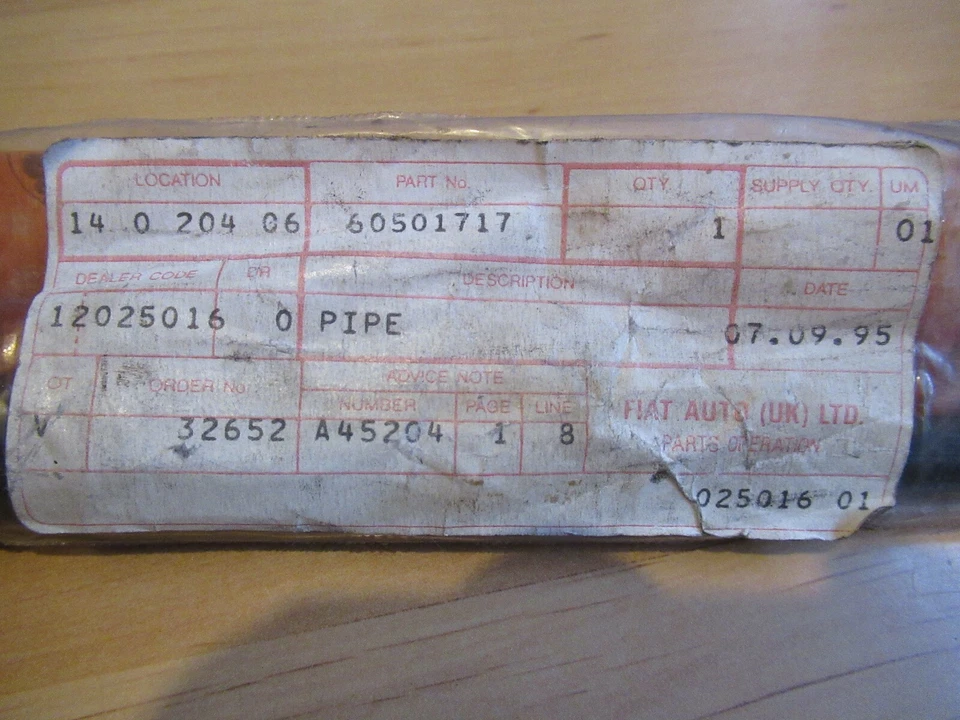 LOCATION PART No. QTY. SUPPLY QTY. UM
14 0 204 06 60501717 1 01
DEALER CODE DR DESCRIPTION DATE
12025016 0 PIPE 07.09.95
OT ORDER No ADVICE NOTE
NUMBER PAGE LINE
V 32652 A45204 1 8
FIAT AUTO (UK) LTD.
PARTS OPERATION
025016 01